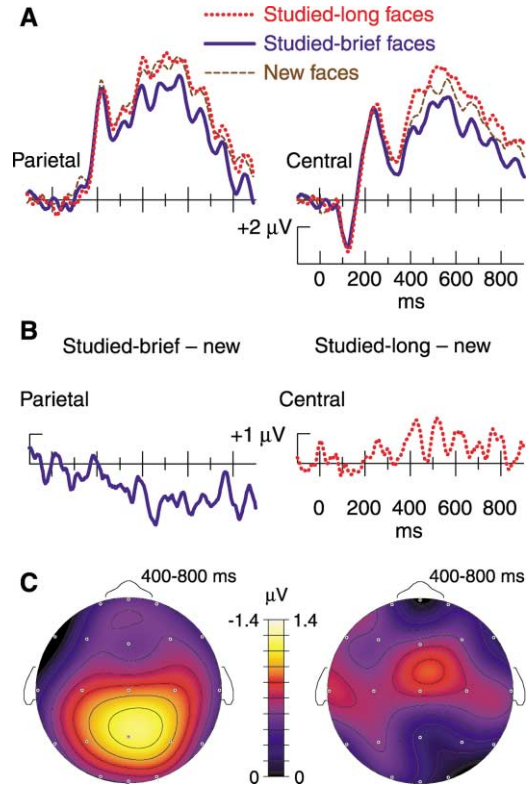 A
Studied-long faces
Studied-brief faces
New faces
Parietal
Central
+2 μV
0 200 400 600 800
ms
B
Studied-brief – new
Studied-long – new
Parietal
Central
+1 μV
0 200 400 600 800
ms
C
400-800 ms
400-800 ms
μV
-1.4 1.4
0 0